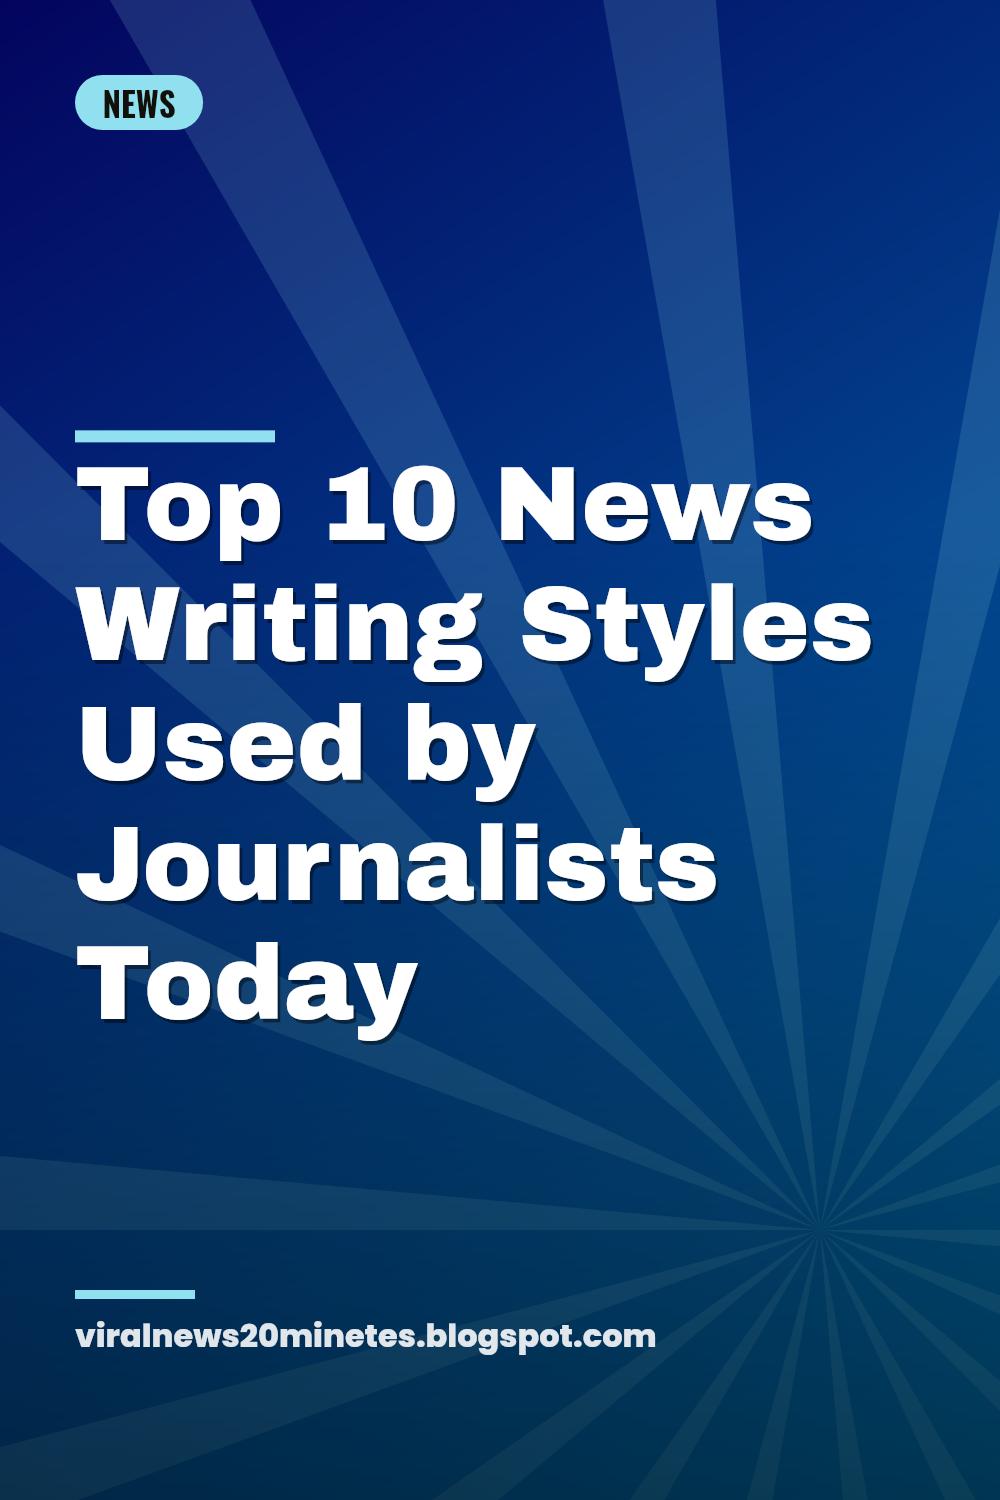 NEWS
Top 10 News
Writing Styles
Used by
Journalists
Today
viralnews20minetes.blogspot.com